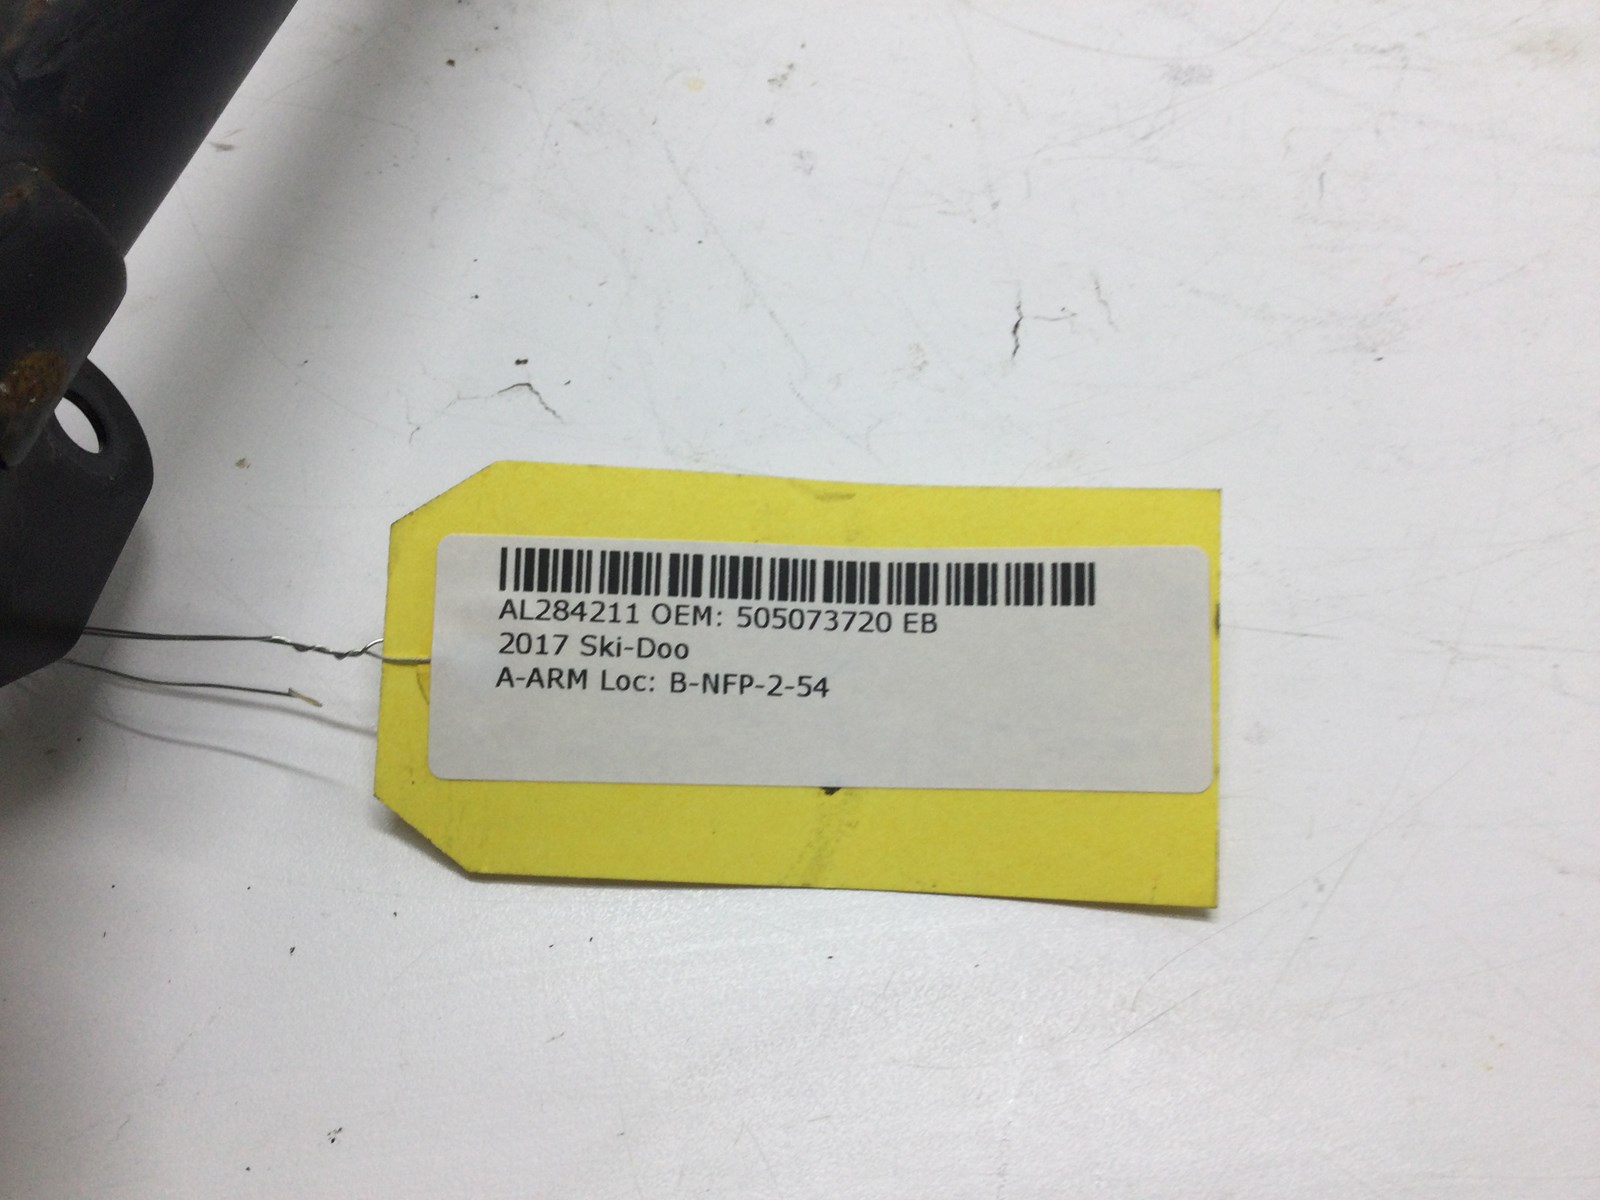 AL284211 OEM: 505073720 EB
2017 Ski-Doo
A-ARM Loc: B-NFP-2-54